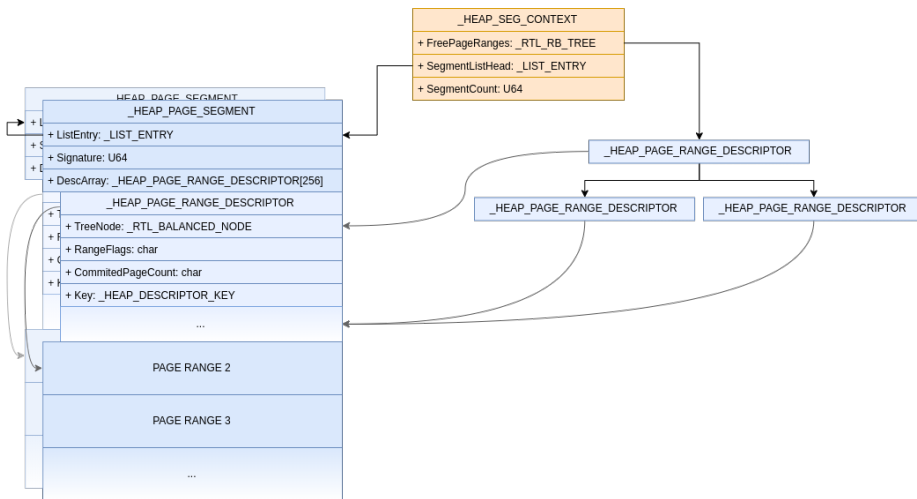 _HEAP_SEG_CONTEXT
+ FreePageRanges: _RTL_RB_TREE
+ SegmentListHead: _LIST_ENTRY
+ SegmentCount: U64
HEAP_PAGE_SEGMENT
_HEAP_PAGE_SEGMENT
+ ListEntry: _LIST_ENTRY
+ Signature: U64
+ DescArray: _HEAP_PAGE_RANGE_DESCRIPTOR[256]
_HEAP_PAGE_RANGE_DESCRIPTOR
+ TreeNode: _RTL_BALANCED_NODE
+ RangeFlags: char
+ CommitedPageCount: char
+ Key: _HEAP_DESCRIPTOR_KEY
...
PAGE RANGE 2
PAGE RANGE 3
...
_HEAP_PAGE_RANGE_DESCRIPTOR
_HEAP_PAGE_RANGE_DESCRIPTOR
_HEAP_PAGE_RANGE_DESCRIPTOR